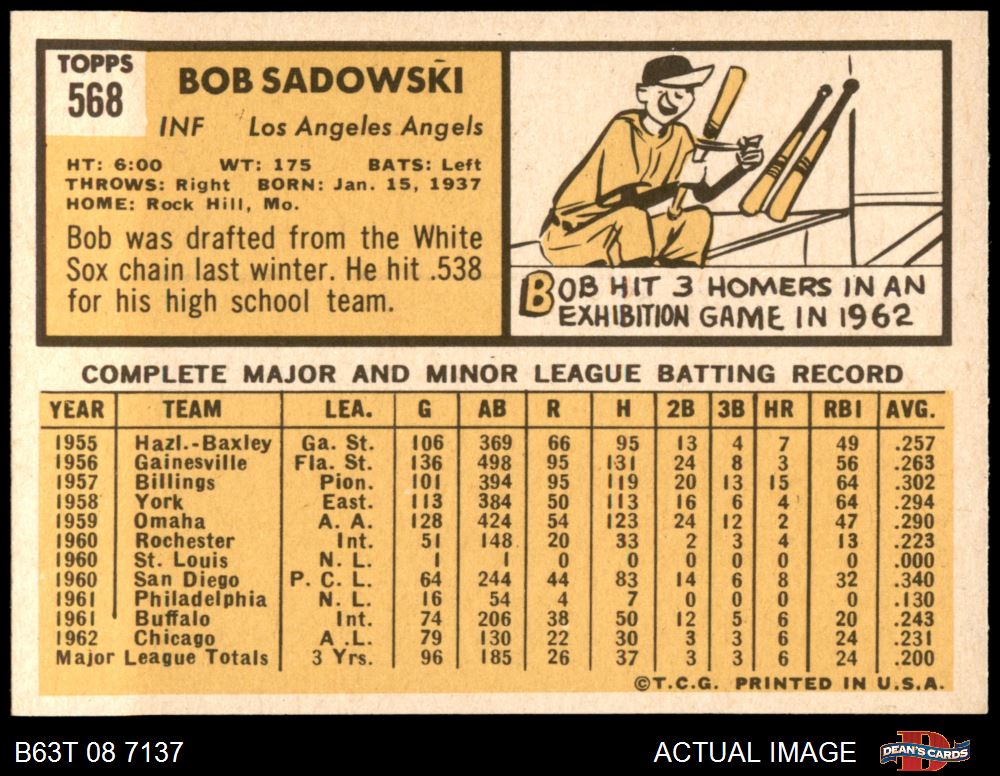 TOPPS
568
BOB SADOWSKI
INF Los Angeles Angels
HT: 6:00 WT: 175 BATS: Left
THROWS: Right BORN: Jan. 15, 1937
HOME: Rock Hill, Mo.
Bob was drafted from the White
Sox chain last winter. He hit .538
for his high school team.
BOB HIT 3 HOMERS IN AN
EXHIBITION GAME IN 1962
COMPLETE MAJOR AND MINOR LEAGUE BATTING RECORD
YEAR TEAM LEA. G AB R H 2B 3B HR RBI AVG.
1955 Hazl.-Baxley Ga. St. 106 369 66 95 13 4 7 49 .257
1956 Gainesville Fla. St. 136 498 95 131 24 8 3 56 .263
1957 Billings Pion. 101 394 95 119 20 13 15 64 .302
1958 York East. 113 384 50 113 16 6 4 64 .294
1959 Omaha A. A. 128 424 54 123 24 12 2 47 .290
1960 Rochester Int. 51 148 20 33 2 3 4 13 .223
1960 St. Louis N. L. 1 1 0 0 0 0 0 0 .000
1960 San Diego P. C. L. 64 244 44 83 14 6 8 32 .340
1961 Philadelphia N. L. 16 54 4 7 0 0 0 0 .130
1961 Buffalo Int. 74 206 38 50 12 5 6 20 .243
1962 Chicago A .L. 79 130 22 30 3 3 6 24 .231
Major League Totals 3 Yrs. 96 185 26 37 3 3 6 24 .200
©T.C.G. PRINTED IN U.S.A.
B63T 08 7137 ACTUAL IMAGE D DEAN'S CARDS